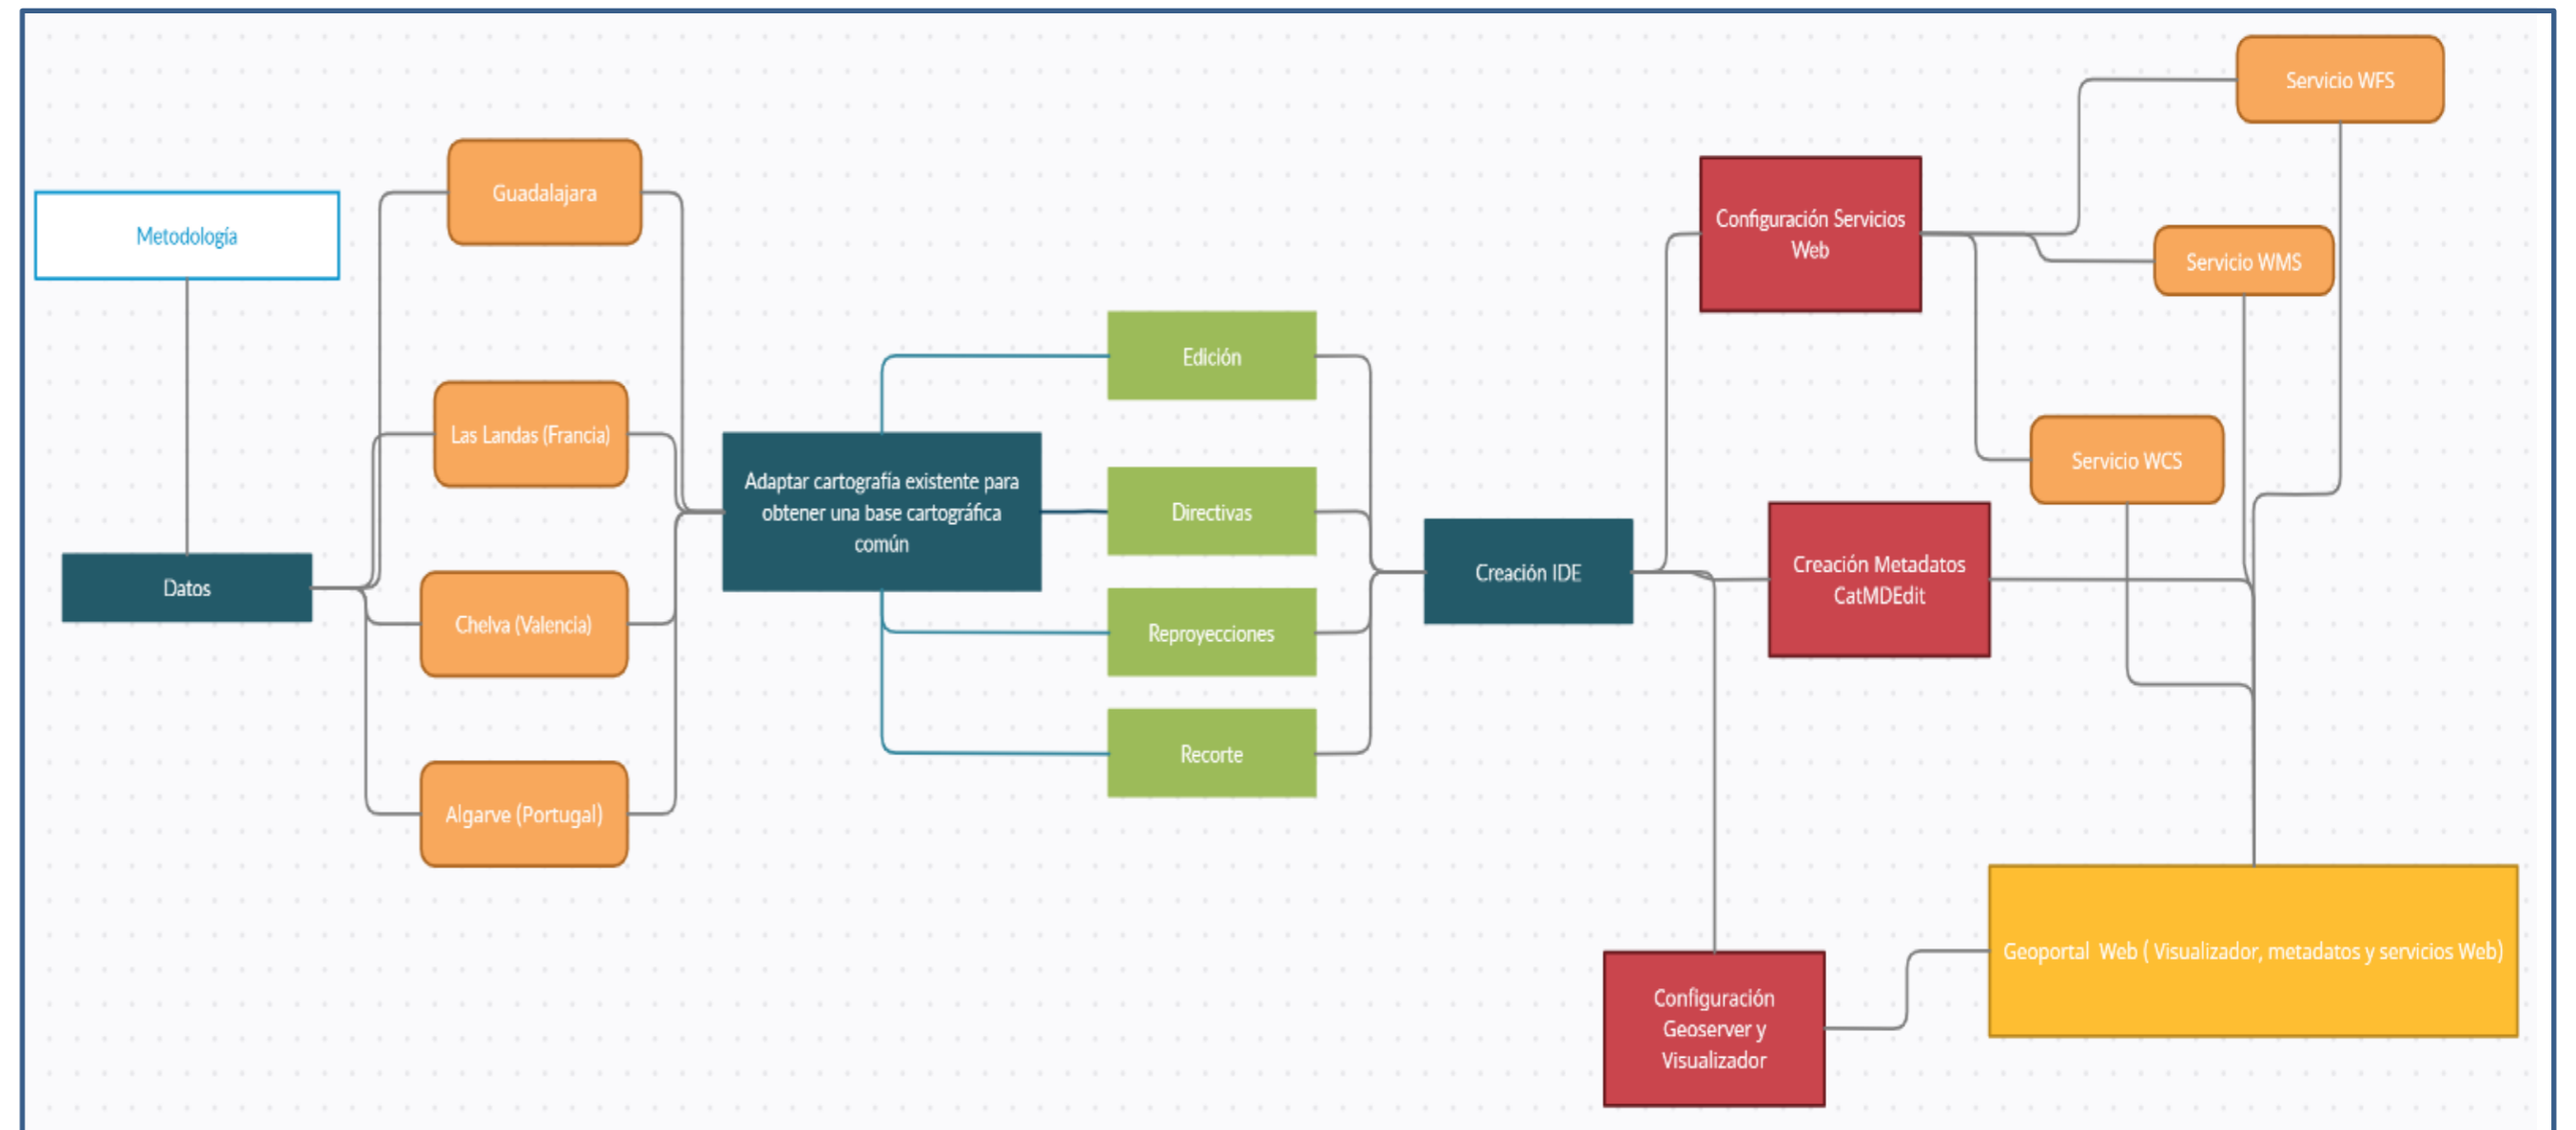 Metodología
Datos
Guadalajara
Las Landas (Francia)
Chelva (Valencia)
Algarve (Portugal)
Adaptar cartografía existente para
obtener una base cartográfica
común
Edición
Directivas
Reproyecciones
Recorte
Creación IDE
Configuración Servicios
Web
Servicio WFS
Servicio WMS
Servicio WCS
Creación Metadatos
CatMDEdit
Configuración
Geoserver y
Visualizador
Geoportal Web ( Visualizador, metadatos y servicios Web)